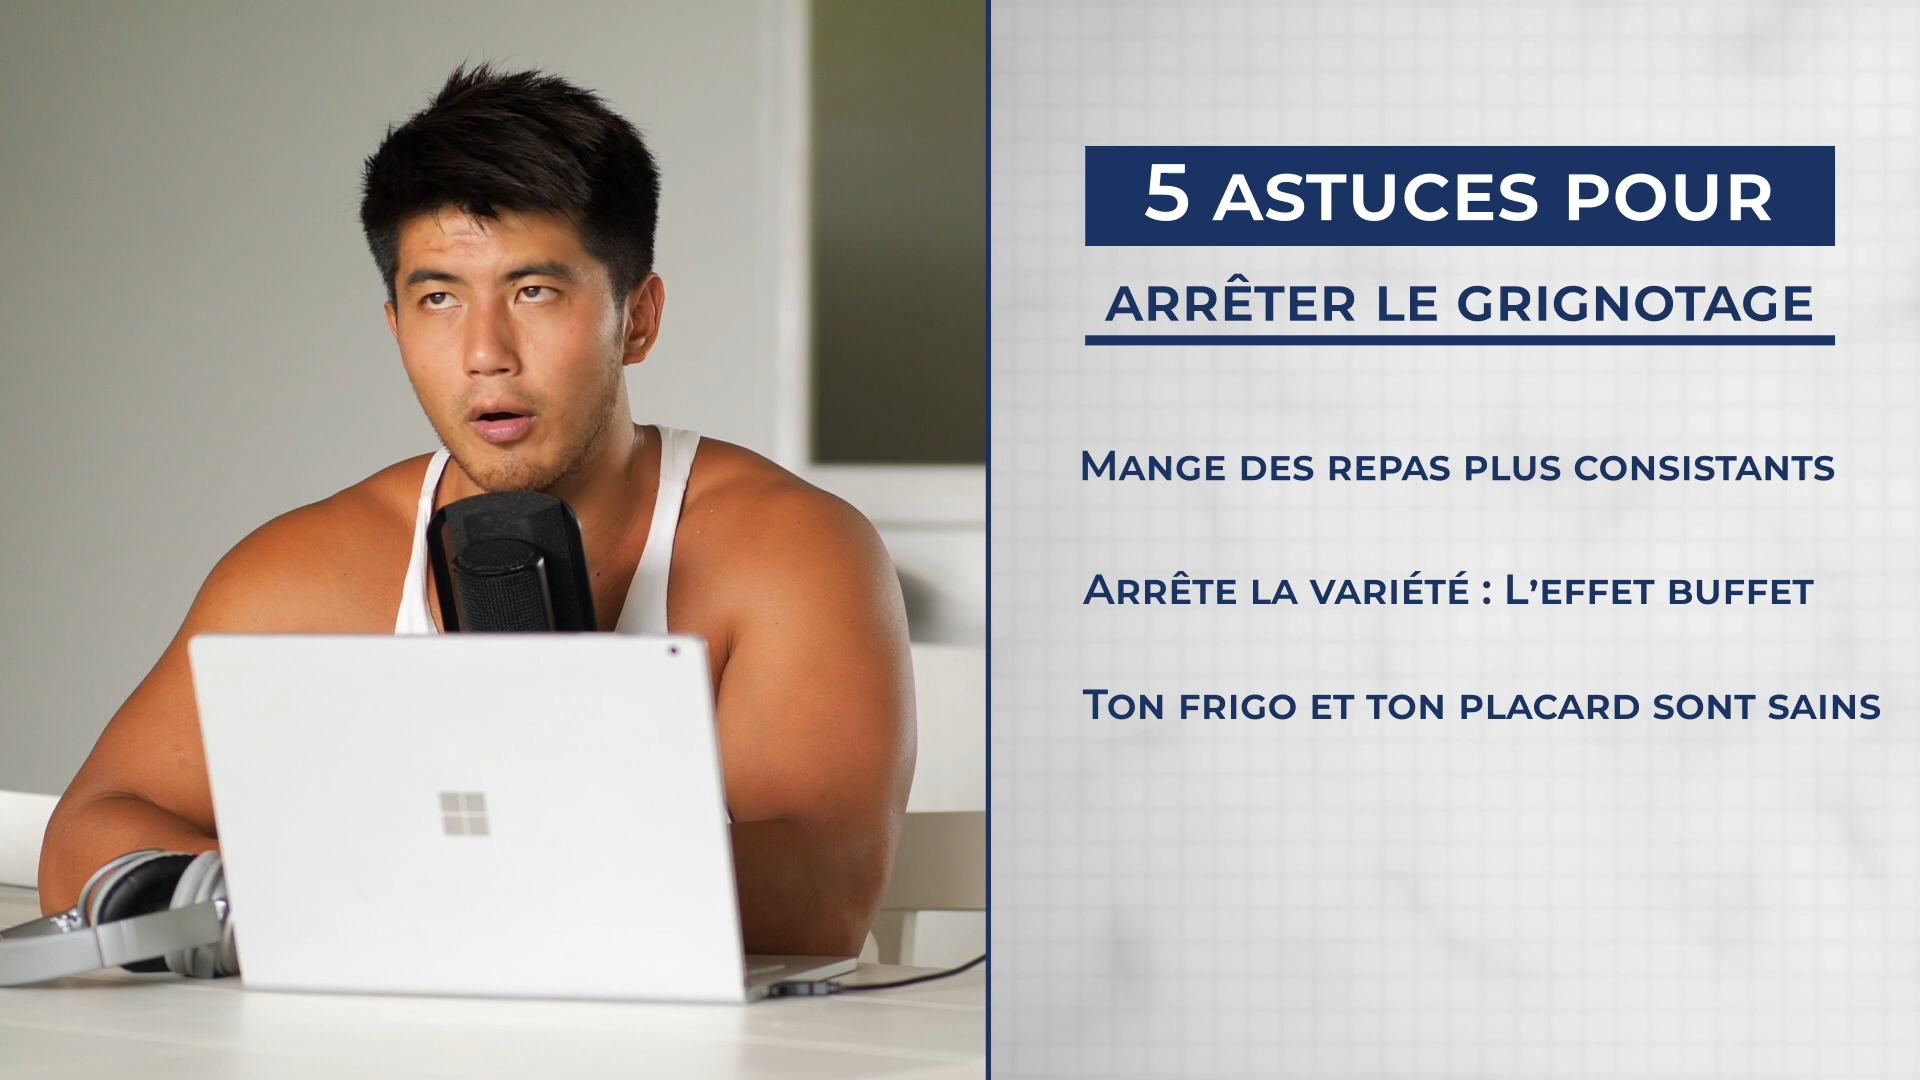 5 ASTUCES POUR
ARRÊTER LE GRIGNOTAGE
MANGE DES REPAS PLUS CONSISTANTS
ARRÊTE LA VARIÉTÉ : L’EFFET BUFFET
TON FRIGO ET TON PLACARD SONT SAINS